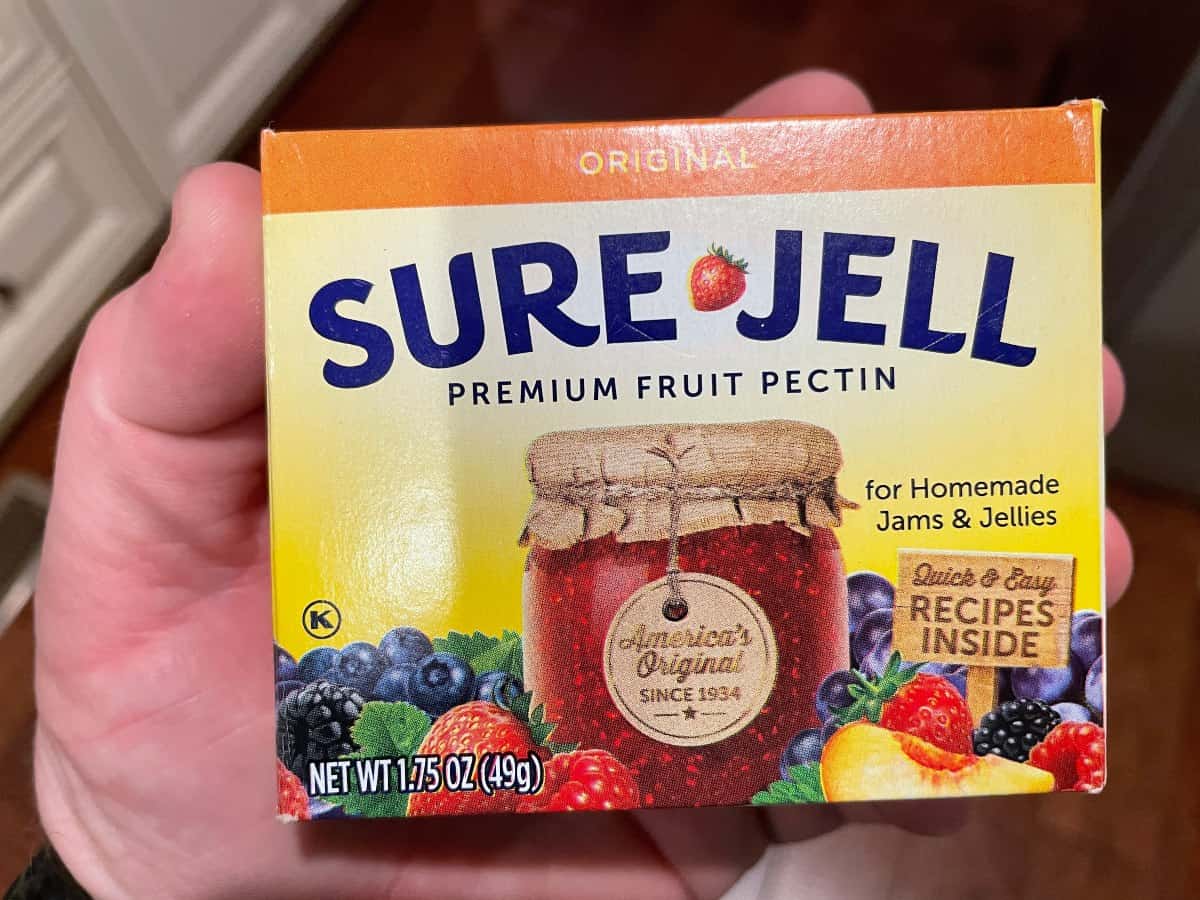 ORIGINAL
SURE JELL
PREMIUM FRUIT PECTIN
for Homemade
Jams & Jellies
Quick & Easy
RECIPES
INSIDE
K
America's
Original
SINCE 1934
NET WT 1.75 OZ (49g)